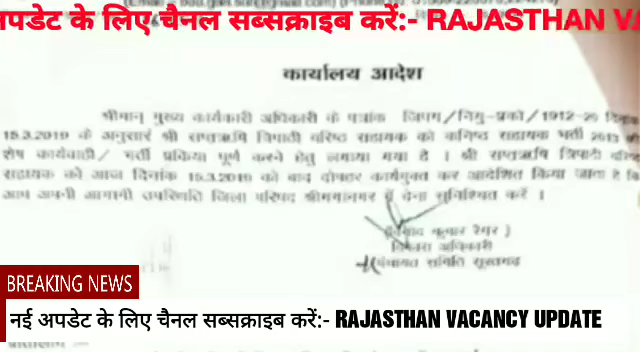 अपडेट के लिए चैनल सब्सक्राइब करें:- RAJASTHAN
कार्यालय आदेश
श्रीमान् मुख्य कार्यकारी अधिकारी के पत्रांक जिपग/नियु-प्रको/1912-26
15.3.2019 के अनुसार श्री सप्तऋषि त्रिपाठी वरिष्ठ सहायक को कनिष्ठ सहायक भर्ती 2013
शेष कार्यवाही/ भर्ती प्रकिया पूर्ण करने हेतु लगाया गया है । श्री सप्तऋषि त्रिपाठी
सहायक को आज दिनांक 15.3.2019 को बाद दोपहर कार्यमुक्त कर आदेशित किया जाता है
आप अपनी आगामी उपस्थिति जिला परिषद श्रीगंगानगर में देना सुनिश्चित करें ।
कुमार रेगर )
विकास अधिकारी
पंचायत समिति सूरतगढ
BREAKING NEWS
नई अपडेट के लिए चैनल सब्सक्राइब करें:- RAJASTHAN VACANCY UPDATE